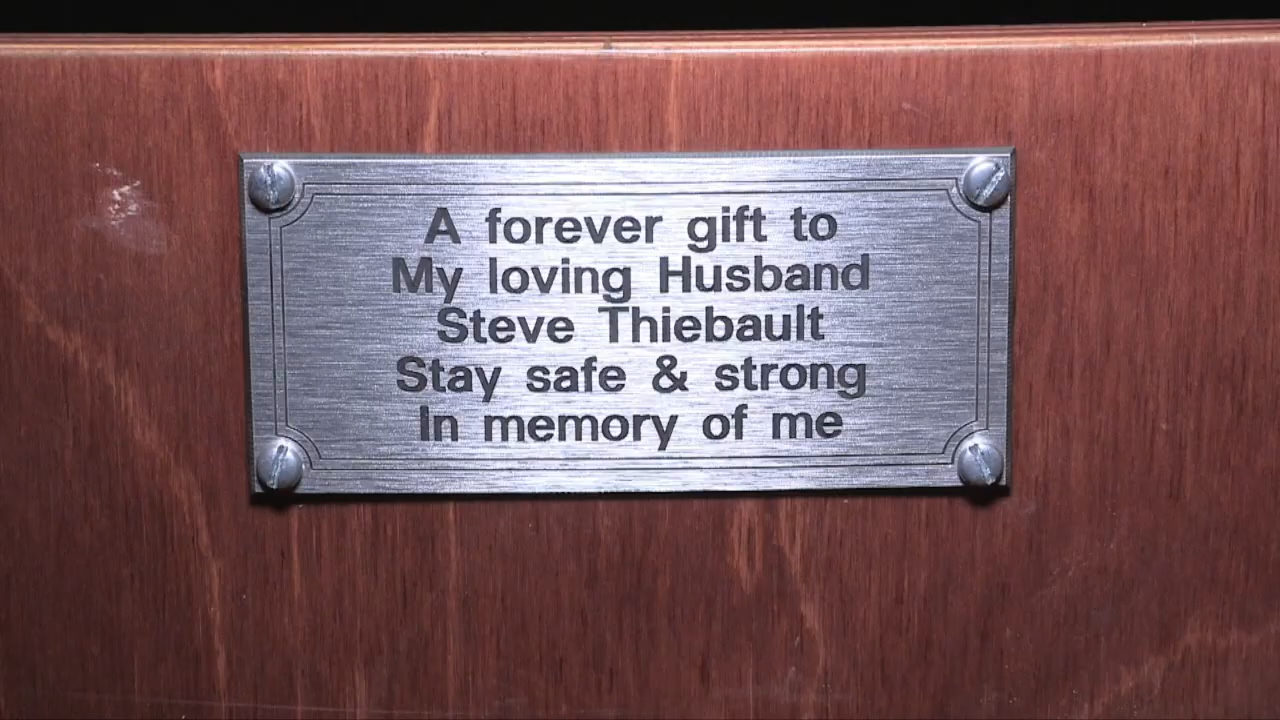 A forever gift to
My loving Husband
Steve Thiebault
Stay safe & strong
In memory of me